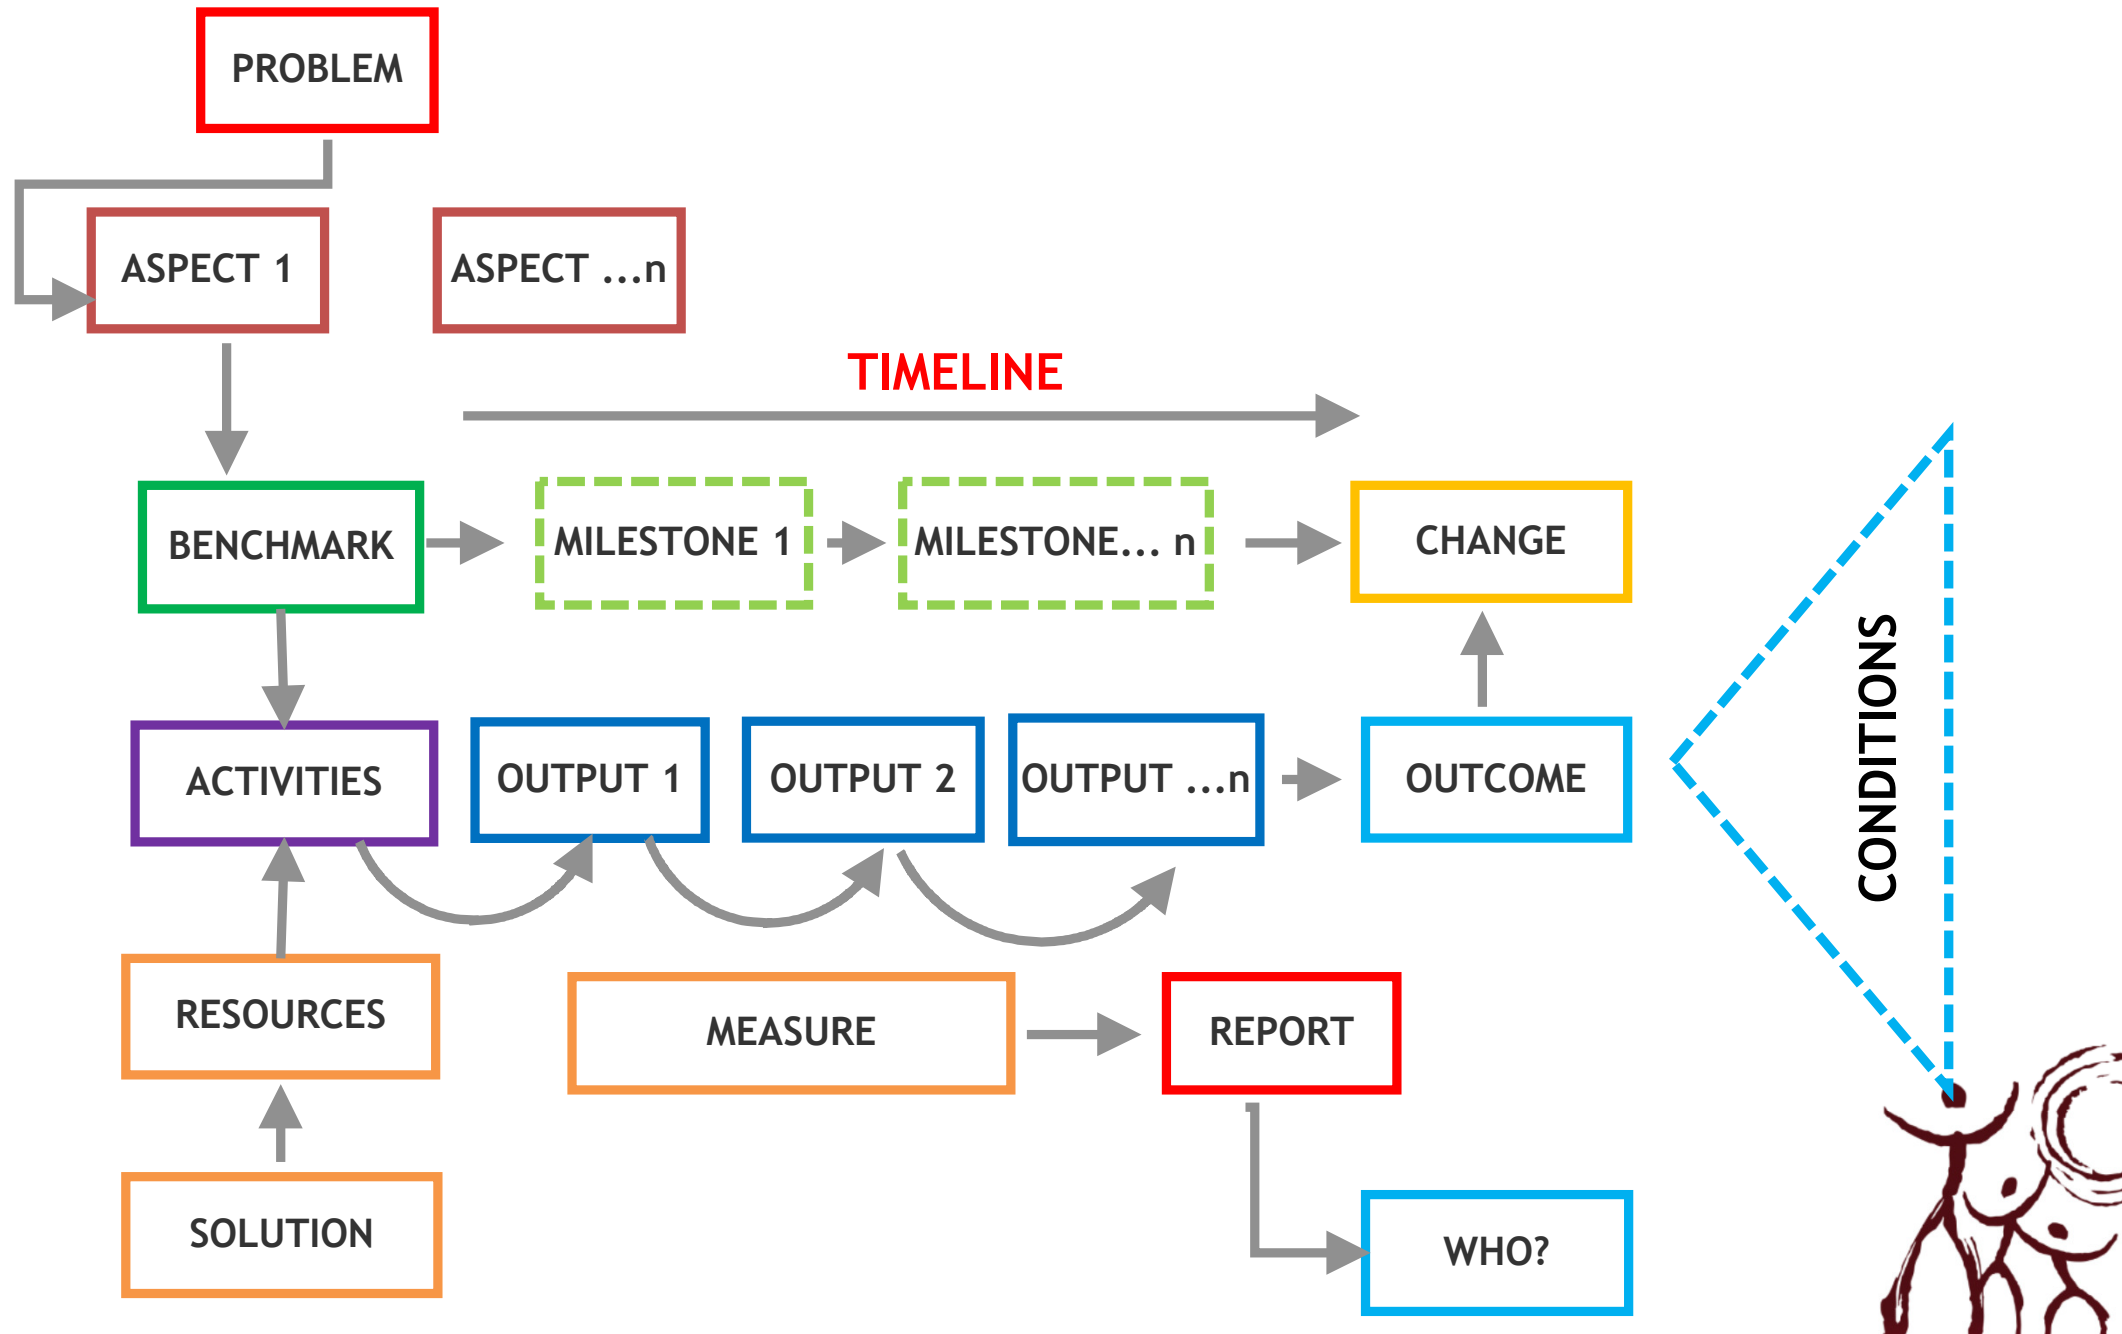 PROBLEM
ASPECT 1
ASPECT ...n
TIMELINE
BENCHMARK
MILESTONE 1
MILESTONE... n
CHANGE
ACTIVITIES
OUTPUT 1
OUTPUT 2
OUTPUT ...n
OUTCOME
CONDITIONS
RESOURCES
MEASURE
REPORT
SOLUTION
WHO?